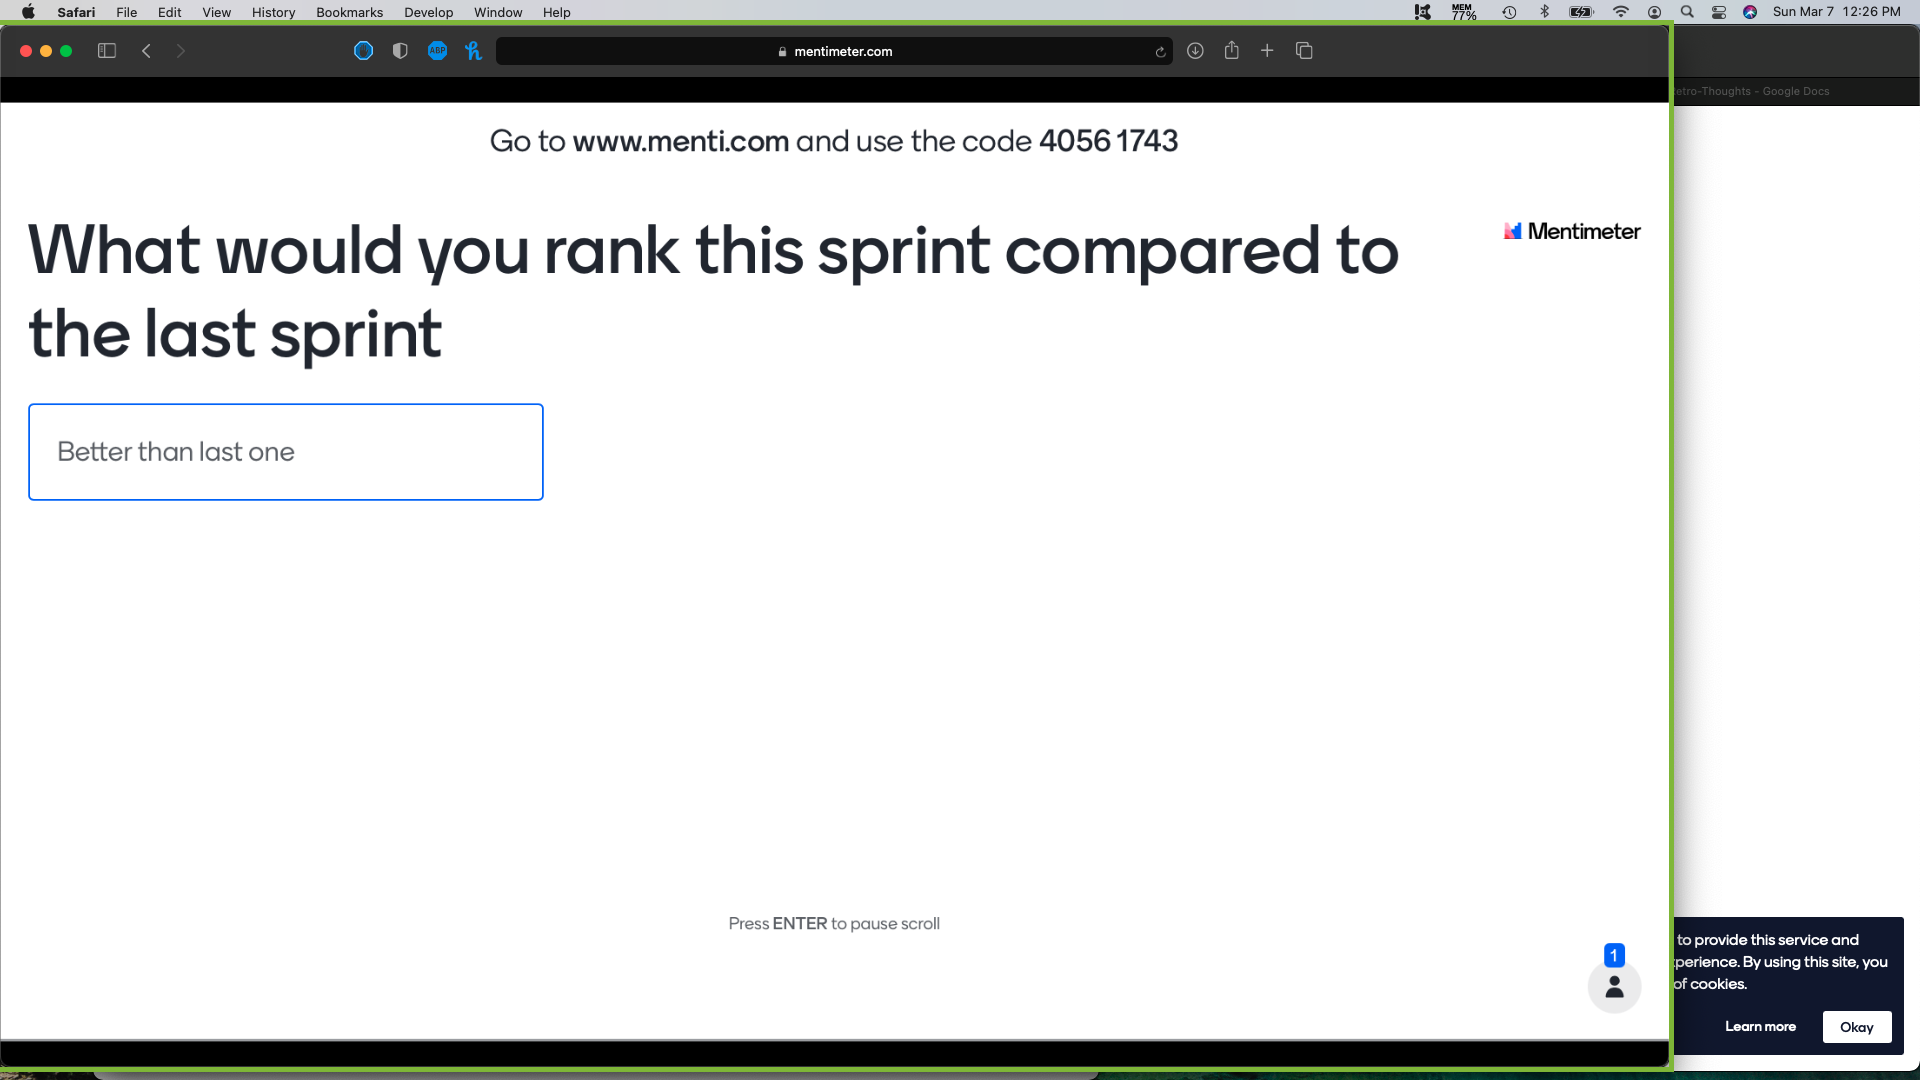 Safari File Edit View History Bookmarks Develop Window Help
MEM 77%
Sun Mar 7 12:26 PM
ABP
mentimeter.com
etro-Thoughts - Google Docs
Go to www.menti.com and use the code 4056 1743
What would you rank this sprint compared to
the last sprint
Mentimeter
Better than last one
Press ENTER to pause scroll
1
to provide this service and
perience. By using this site, you
of cookies.
Learn more
Okay